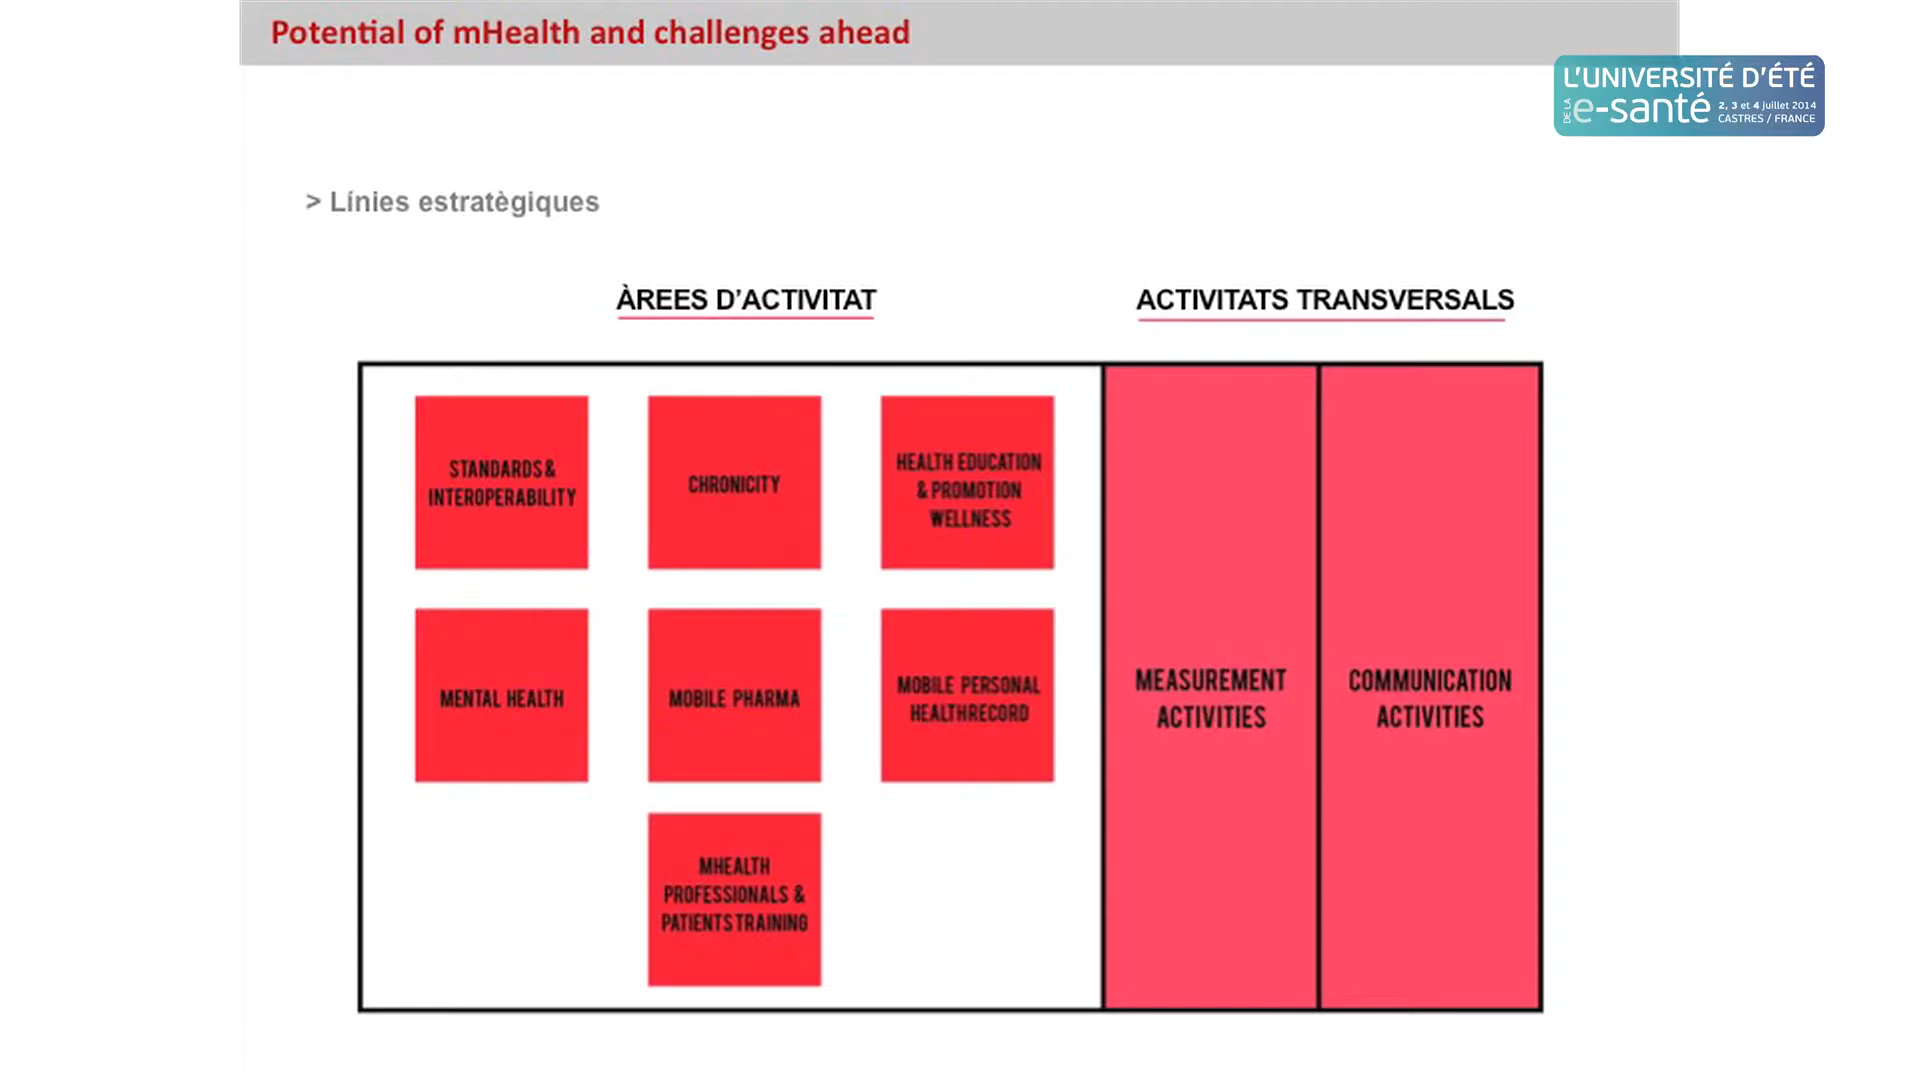 Potential of mHealth and challenges ahead
L'UNIVERSITÉ D'ÉTÉ
DE LA e-santé 2, 3 et 4 juillet 2014
CASTRES / FRANCE
> Línies estratègiques
ÀREES D'ACTIVITAT
ACTIVITATS TRANSVERSALS
STANDARDS &
INTEROPERABILITY
CHRONICITY
HEALTH EDUCATION
& PROMOTION
WELLNESS
MENTAL HEALTH
MOBILE PHARMA
MOBILE PERSONAL
HEALTHRECORD
MHEALTH
PROFESSIONALS &
PATIENTS TRAINING
MEASUREMENT
ACTIVITIES
COMMUNICATION
ACTIVITIES